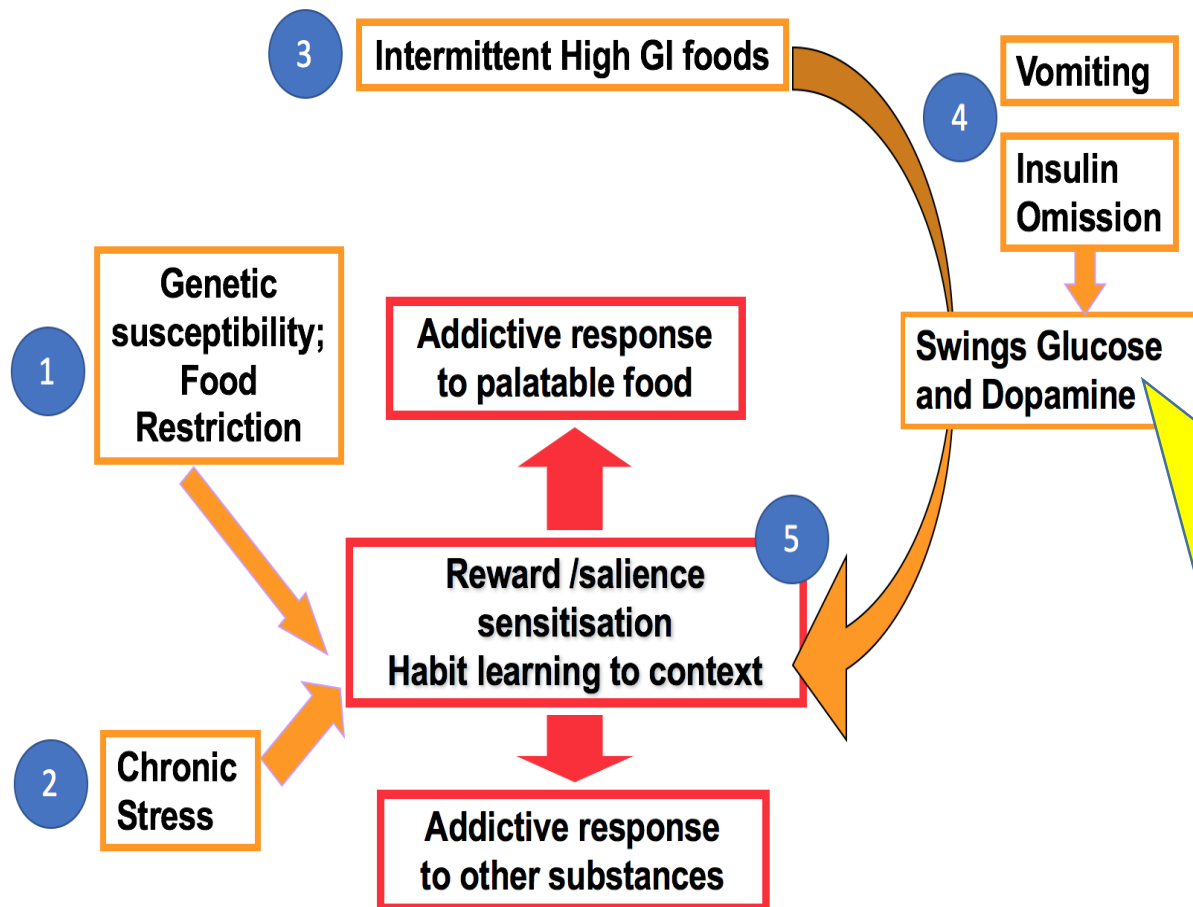 3
Intermittent High GI foods
4
Vomiting
Insulin
Omission
1
Genetic
susceptibility;
Food
Restriction
Addictive response
to palatable food
Swings Glucose
and Dopamine
5
Reward /salience
sensitisation
Habit learning to context
2
Chronic
Stress
Addictive response
to other substances